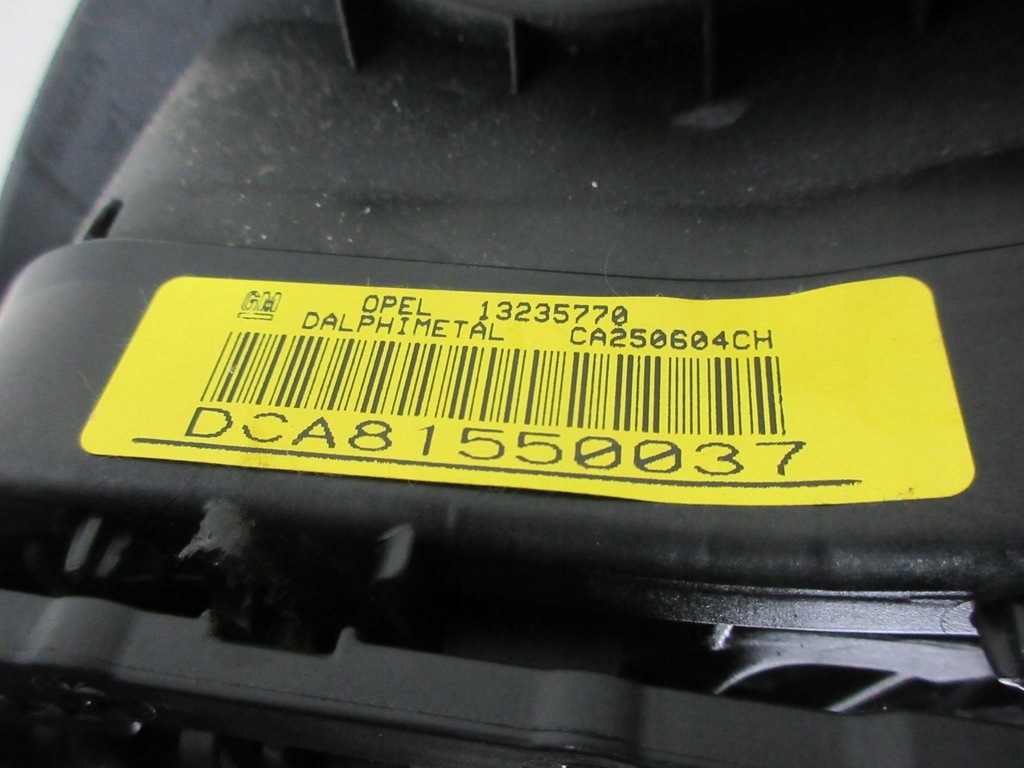 GM OPEL 13235770
DALPHIMETAL CA250604CH
DCA81550037